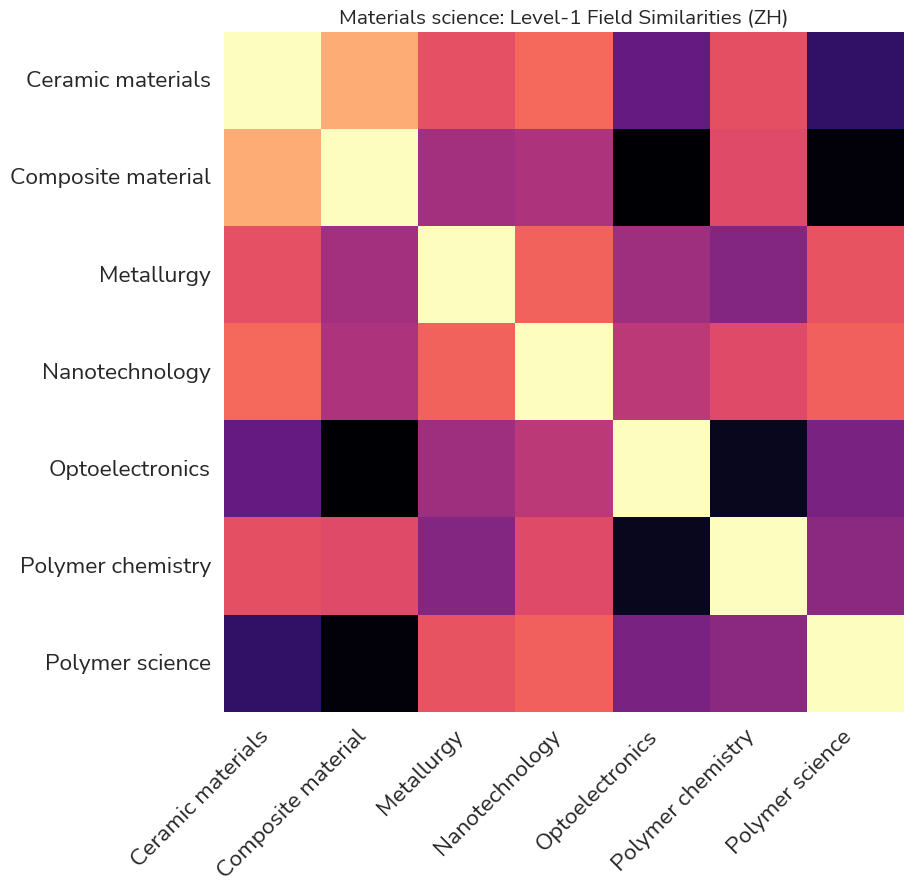 Materials science: Level-1 Field Similarities (ZH)
Ceramic materials
Composite material
Metallurgy
Nanotechnology
Optoelectronics
Polymer chemistry
Polymer science
Ceramic materials
Composite material
Metallurgy
Nanotechnology
Optoelectronics
Polymer chemistry
Polymer science